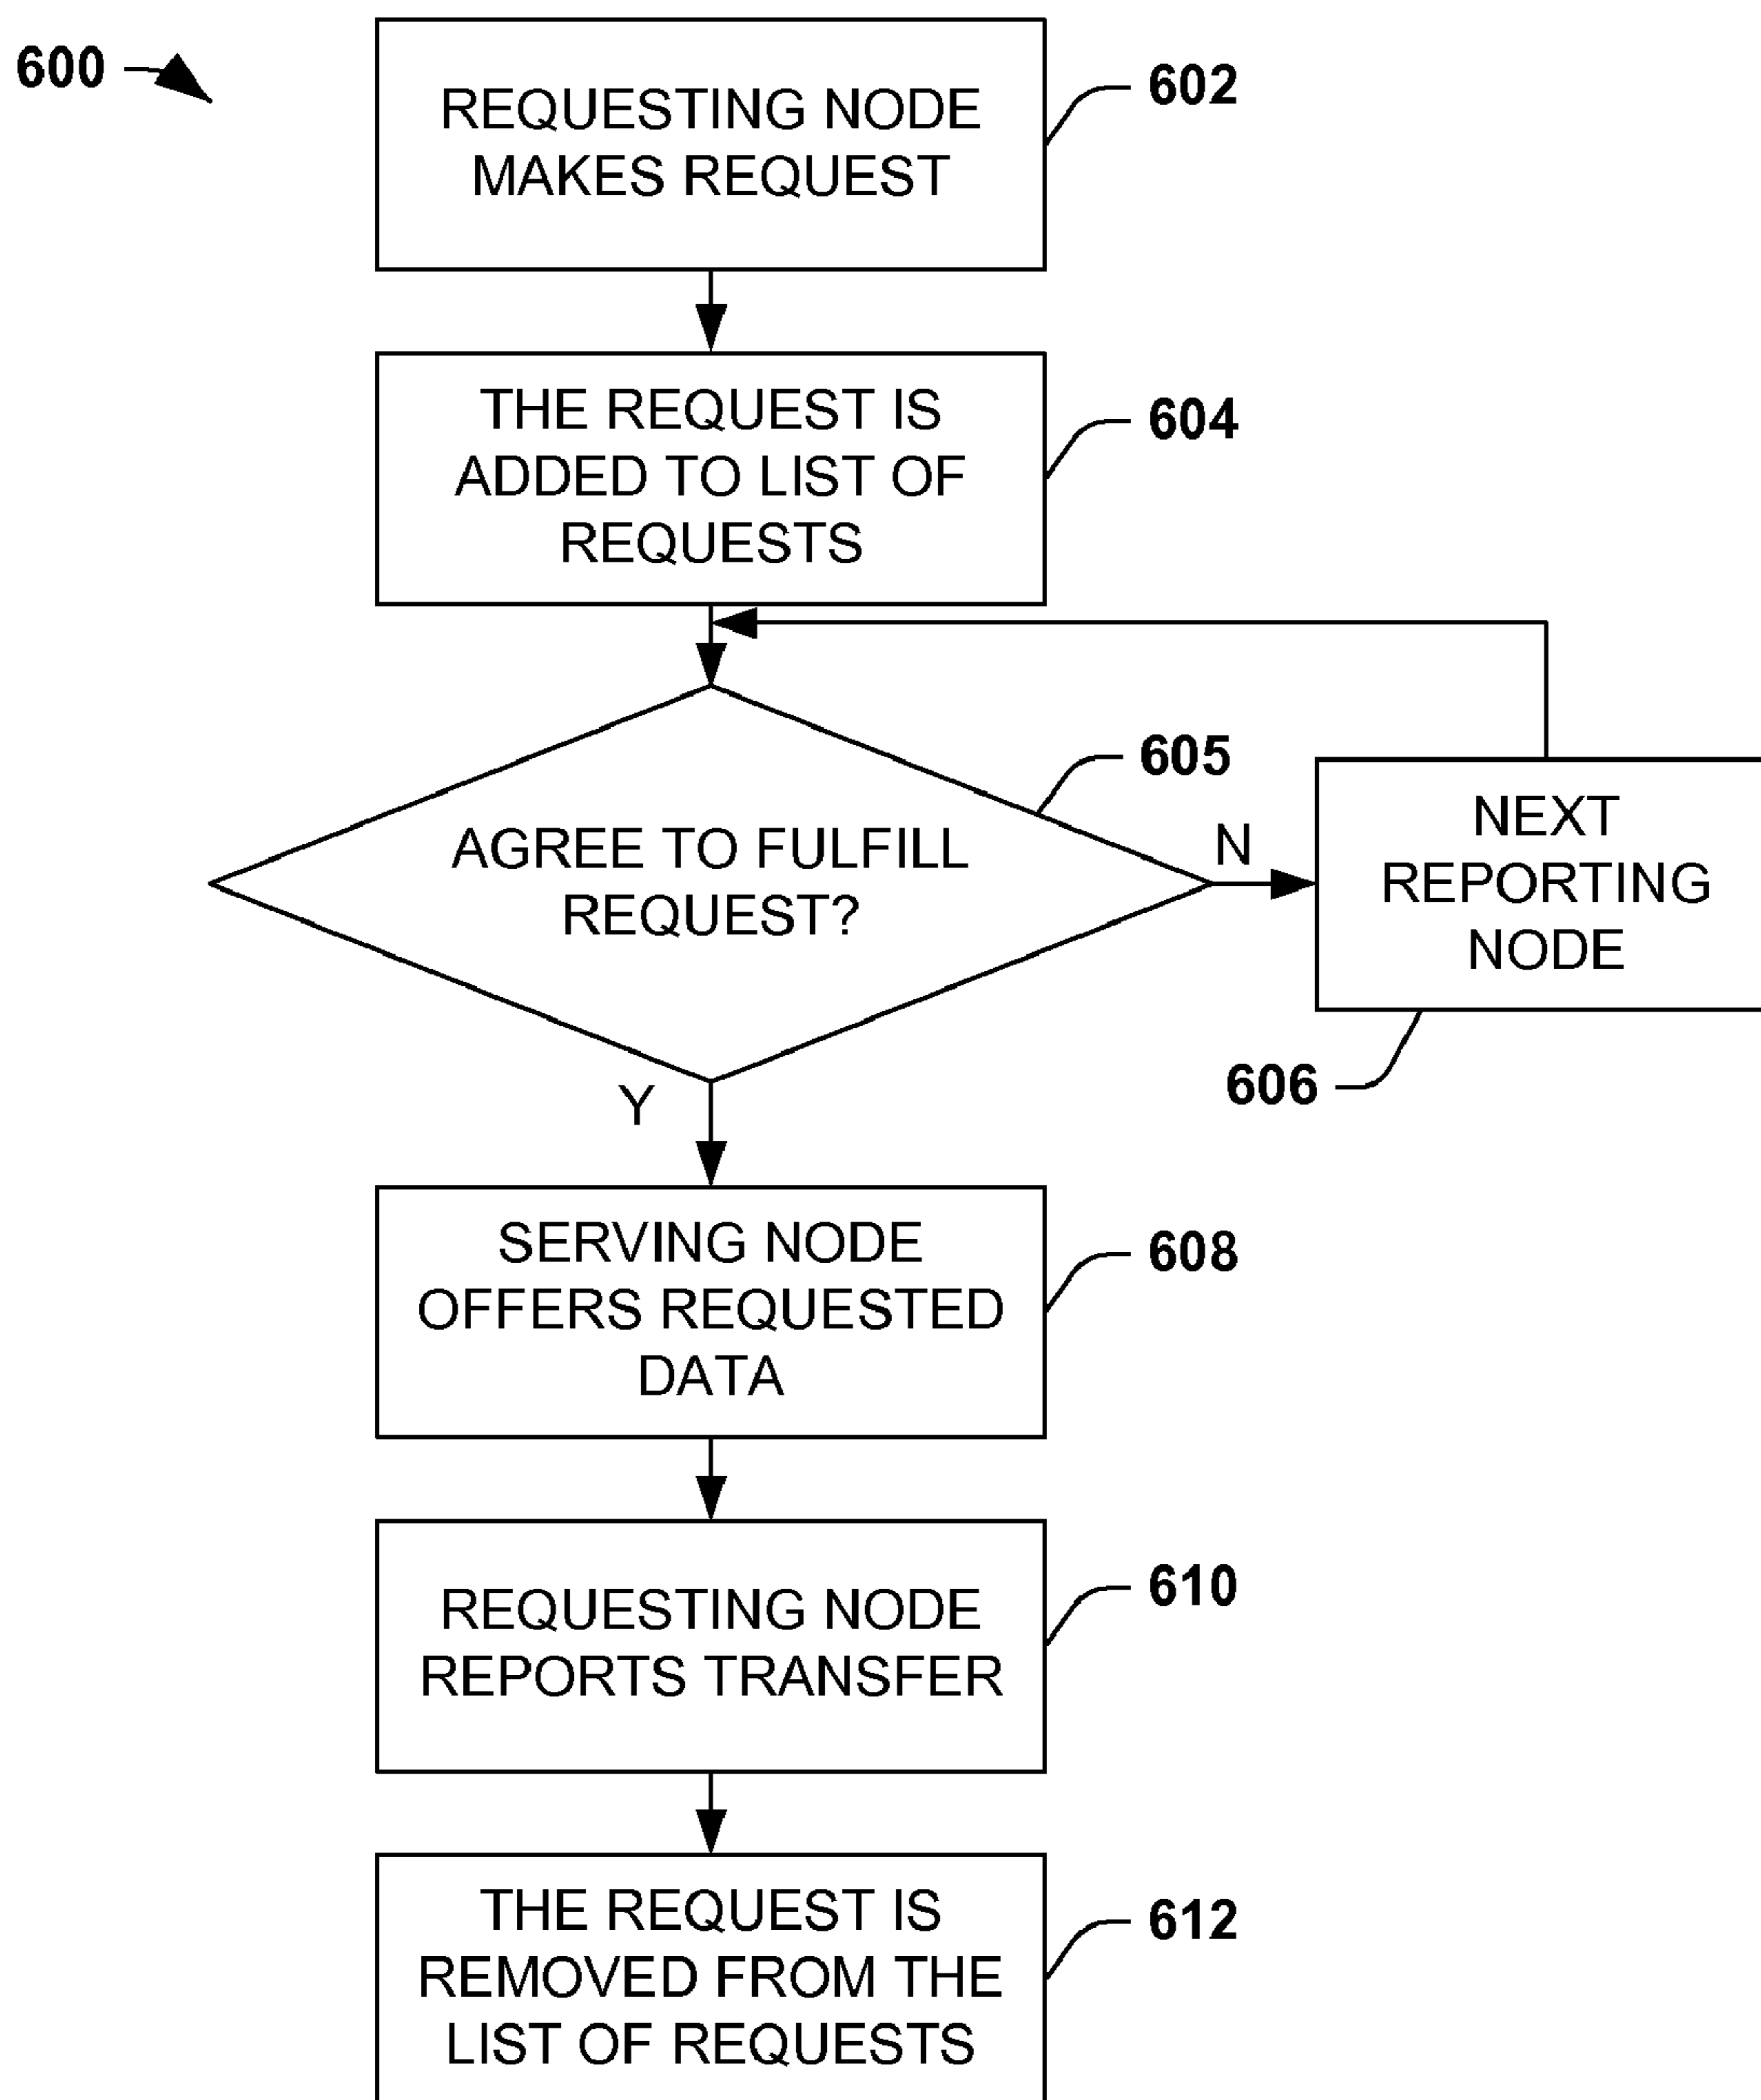 600
REQUESTING NODE
MAKES REQUEST
602
THE REQUEST IS
ADDED TO LIST OF
REQUESTS
604
605
AGREE TO FULFILL
REQUEST?
N
NEXT
REPORTING
NODE
606
Y
SERVING NODE
OFFERS REQUESTED
DATA
608
REQUESTING NODE
REPORTS TRANSFER
610
THE REQUEST IS
REMOVED FROM THE
LIST OF REQUESTS
612